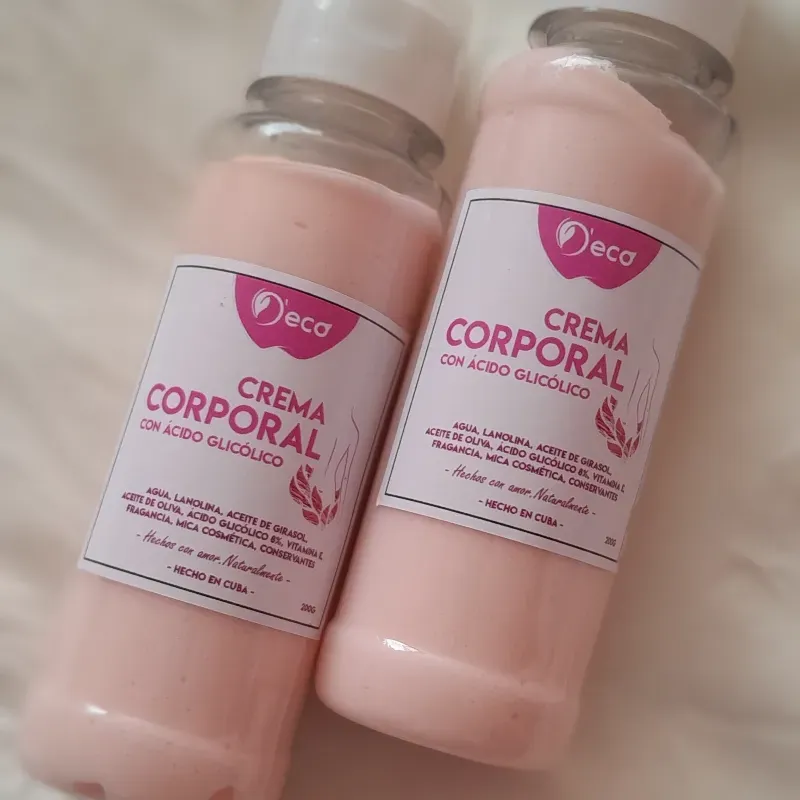 D'eco
CREMA
CORPORAL
CON ÁCIDO GLICÓLICO
AGUA, LANOLINA, ACEITE DE GIRASOL,
ACEITE DE OLIVA, ÁCIDO GLICÓLICO 8%, VITAMINA E,
FRAGANCIA, MICA COSMÉTICA, CONSERVANTES
- Hechos con amor. Naturalmente -
- HECHO EN CUBA -
200G
D'eco
CREMA
CORPORAL
CON ÁCIDO GLICÓLICO
AGUA, LANOLINA, ACEITE DE GIRASOL,
ACEITE DE OLIVA, ÁCIDO GLICÓLICO 8%, VITAMINA E,
FRAGANCIA, MICA COSMÉTICA, CONSERVANTES
- Hechos con amor. Naturalmente -
- HECHO EN CUBA -
200G